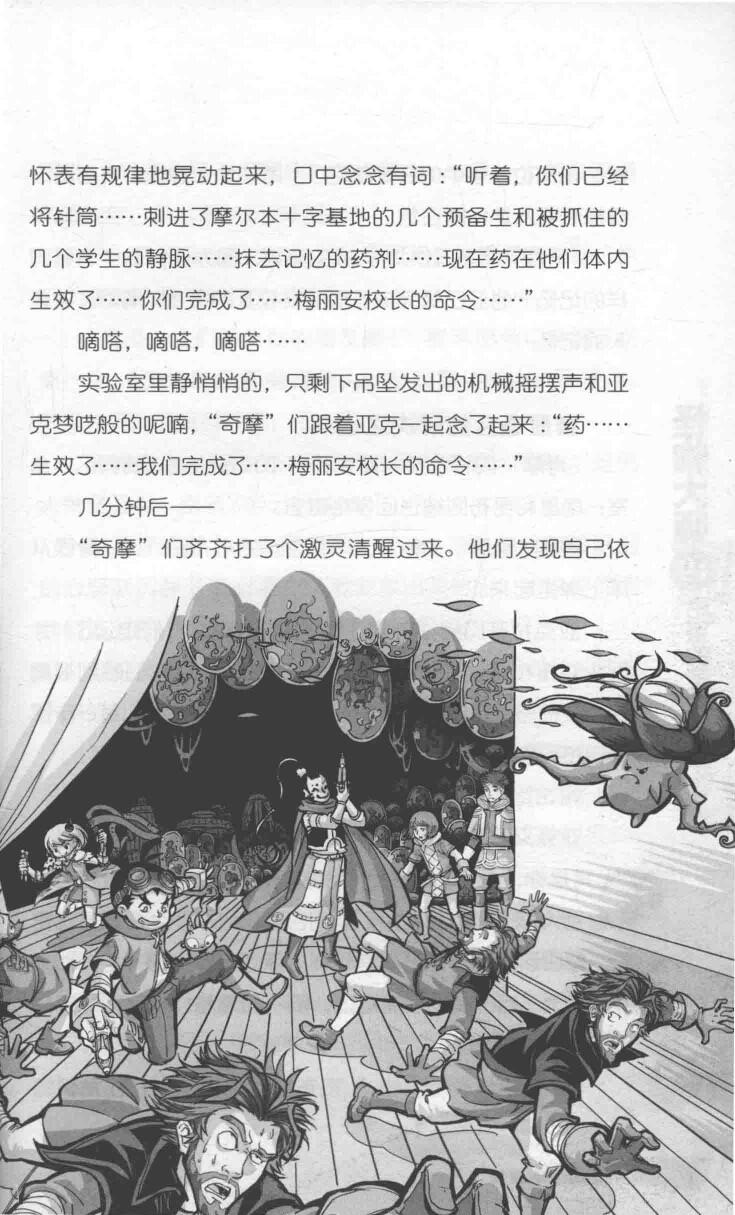 怀表有规律地晃动起来，口中念念有词：“听着，你们已经
将针筒……刺进了摩尔本十字基地的几个预备生和被抓住的
几个学生的静脉……抹去记忆的药剂……现在药在他们体内
生效了……你们完成了……梅丽安校长的命令……”
嘀嗒，嘀嗒，嘀嗒……
实验室里静悄悄的，只剩下吊坠发出的机械摇摆声和亚
克梦呓般的呢喃，“奇摩”们跟着亚克一起念了起来：“药……
生效了……我们完成了……梅丽安校长的命令……”
几分钟后——
“奇摩”们齐齐打了个激灵清醒过来。他们发现自己依